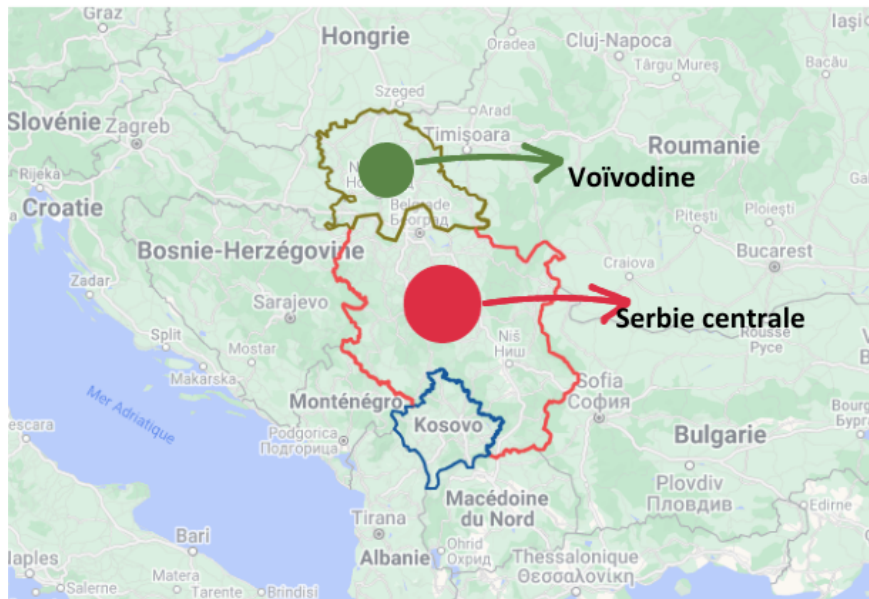 Graz
Hongrie
Oradea
Cluj-Napoca
Iași
Târgu Mureș
Bacău
Szeged
Arad
Slovénie
Zagreb
Timișoara
Roumanie
Voïvodine
Rijeka
Croatie
Belgrade
Београд
Pitești
Ploiești
Bosnie-Herzégovine
Craiova
Bucarest
Zadar
Sarajevo
Serbie centrale
Niš
Ниш
Русе
Split
Mostar
Makarska
Sofia
София
Mer Adriatique
Monténégro
Kosovo
Podgorica
Подгорица
Bulgarie
Plovdiv
Пловдив
Macédoine
du Nord
Edirne
Tirana
Bari
Ohrid
Охрид
Albanie
Thessalonique
Θεσσαλονίκη
Matera
Salerne
Tarente
Brindisi